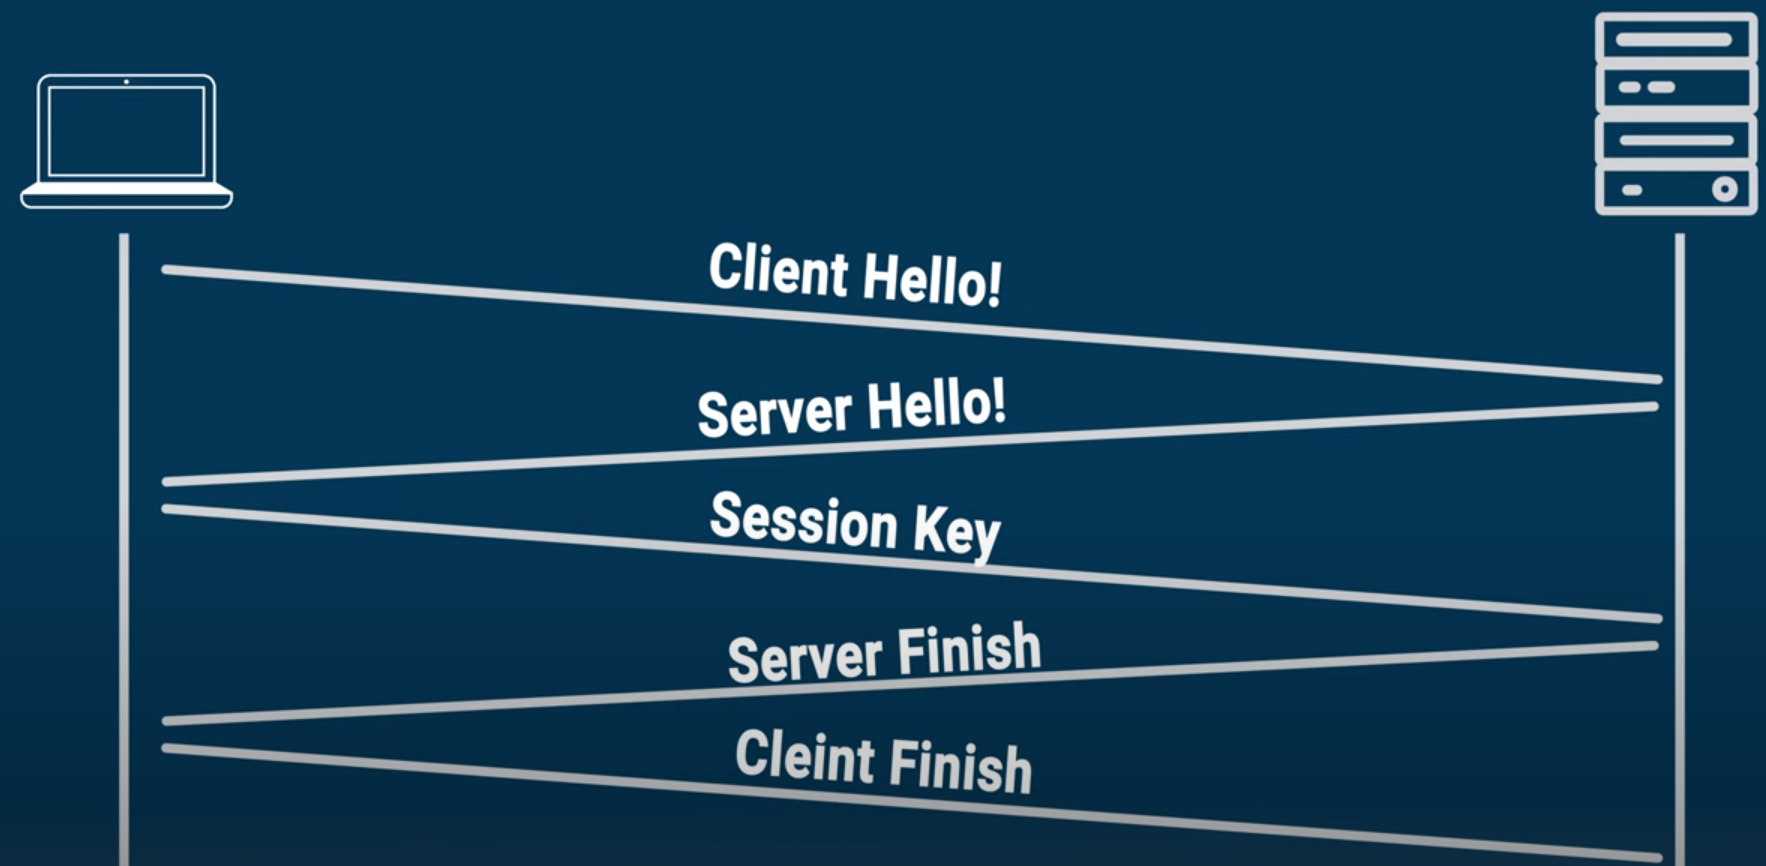 Client Hello!
Server Hello!
Session Key
Server Finish
Cleint Finish